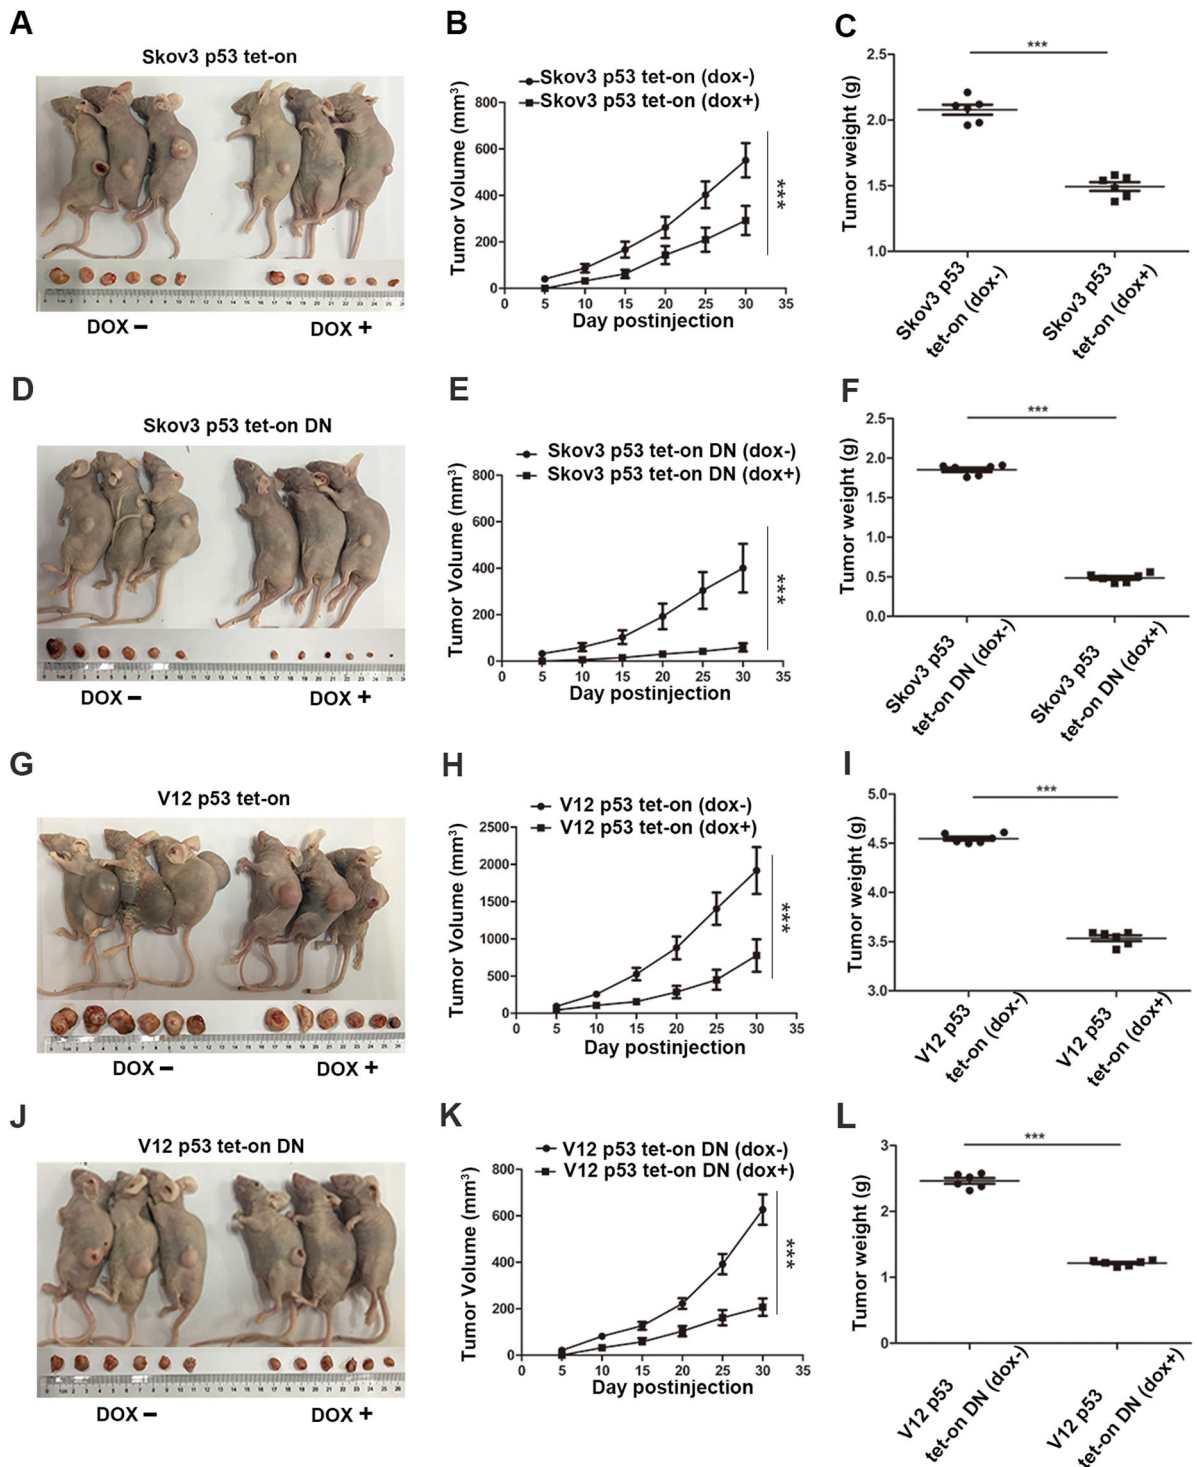 A
Skov3 p53 tet-on
DOX −
DOX +
B
Skov3 p53 tet-on (dox-)
Skov3 p53 tet-on (dox+)
Tumor Volume (mm³)
800
600
400
200
0
0 5 10 15 20 25 30 35
Day postinjection
***
C
***
Tumor weight (g)
2.5
2.0
1.5
1.0
Skov3 p53
tet-on (dox-)
Skov3 p53
tet-on (dox+)
D
Skov3 p53 tet-on DN
DOX −
DOX +
E
Skov3 p53 tet-on DN (dox-)
Skov3 p53 tet-on DN (dox+)
Tumor Volume (mm³)
800
600
400
200
0
0 5 10 15 20 25 30 35
Day postinjection
***
F
***
Tumor weight (g)
2.5
2.0
1.5
1.0
0.5
0.0
Skov3 p53
tet-on DN (dox-)
Skov3 p53
tet-on DN (dox+)
G
V12 p53 tet-on
DOX −
DOX +
H
V12 p53 tet-on (dox-)
V12 p53 tet-on (dox+)
Tumor Volume (mm³)
2500
2000
1500
1000
500
0
0 5 10 15 20 25 30 35
Day postinjection
***
I
***
Tumor weight (g)
5.0
4.5
4.0
3.5
3.0
V12 p53
tet-on (dox-)
V12 p53
tet-on (dox+)
J
V12 p53 tet-on DN
DOX −
DOX +
K
V12 p53 tet-on DN (dox-)
V12 p53 tet-on DN (dox+)
Tumor Volume (mm³)
800
600
400
200
0
0 5 10 15 20 25 30 35
Day postinjection
***
L
***
Tumor weight (g)
3
2
1
0
V12 p53
tet-on DN (dox-)
V12 p53
tet-on DN (dox+)